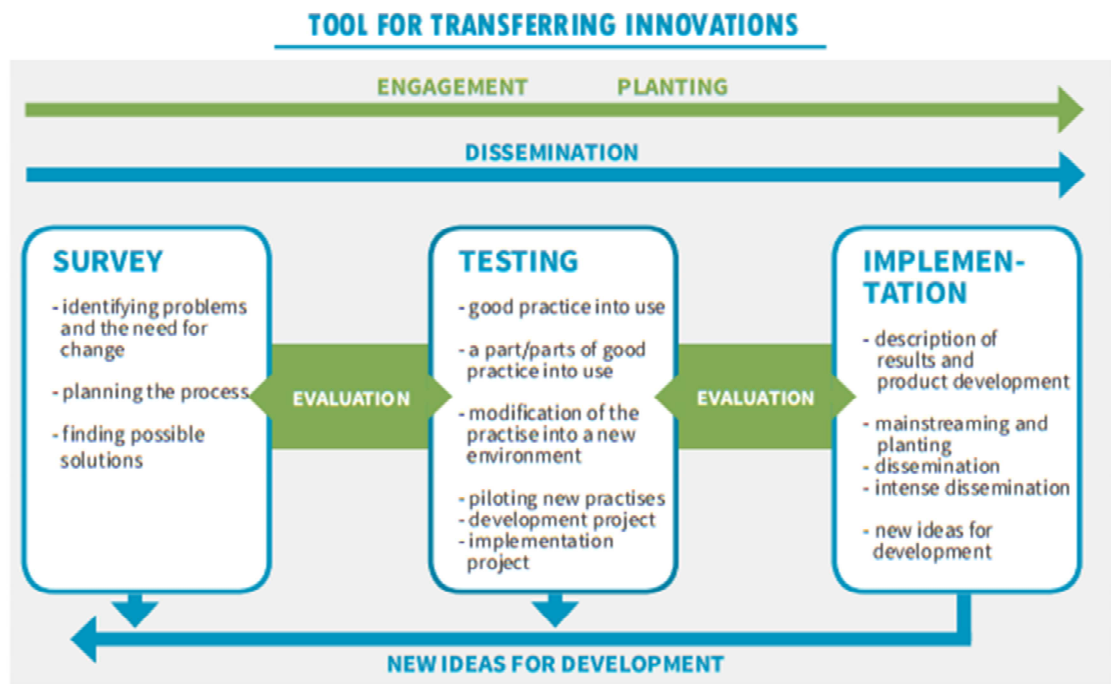 TOOL FOR TRANSFERRING INNOVATIONS
ENGAGEMENT PLANTING
DISSEMINATION
SURVEY
- identifying problems
and the need for
change
- planning the process
- finding possible
solutions
EVALUATION
TESTING
- good practice into use
- a part/parts of good
practice into use
- modification of the
practise into a new
environment
- piloting new practises
- development project
- implementation
project
EVALUATION
IMPLEMEN-
TATION
- description of
results and
product development
- mainstreaming and
planting
- dissemination
- intense dissemination
- new ideas for
development
NEW IDEAS FOR DEVELOPMENT